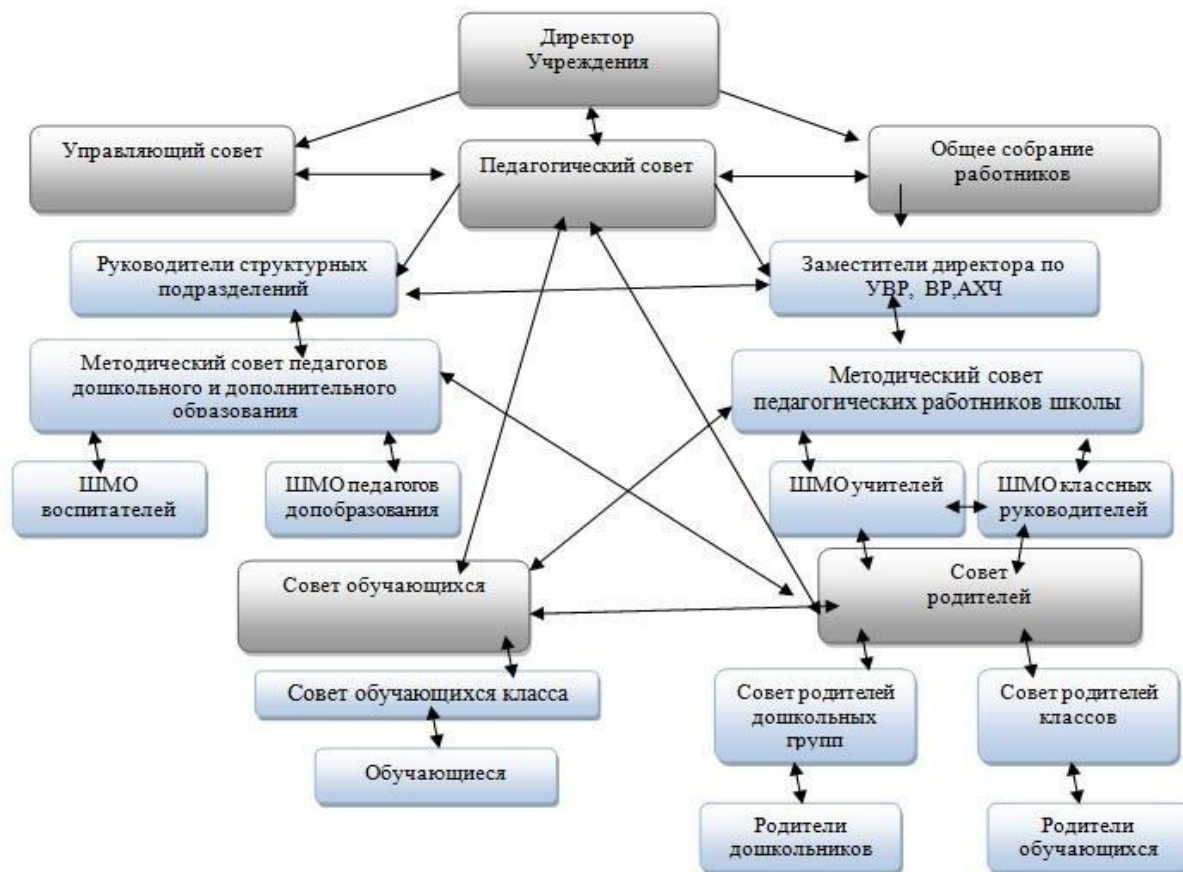 Директор
Учреждения
Управляющий совет
Педагогический совет
Общее собрание
работников
Руководители структурных
подразделений
Заместители директора по
УВР, ВР,АХЧ
Методический совет педагогов
дошкольного и дополнительного
образования
Методический совет
педагогических работников школы
ШМО
воспитателей
ШМО педагогов
допобразования
ШМО учителей
ШМО классных
руководителей
Совет обучающихся
Совет
родителей
Совет обучающихся класса
Совет родителей
дошкольных
групп
Совет родителей
классов
Обучающиеся
Родители
дошкольников
Родители
обучающихся